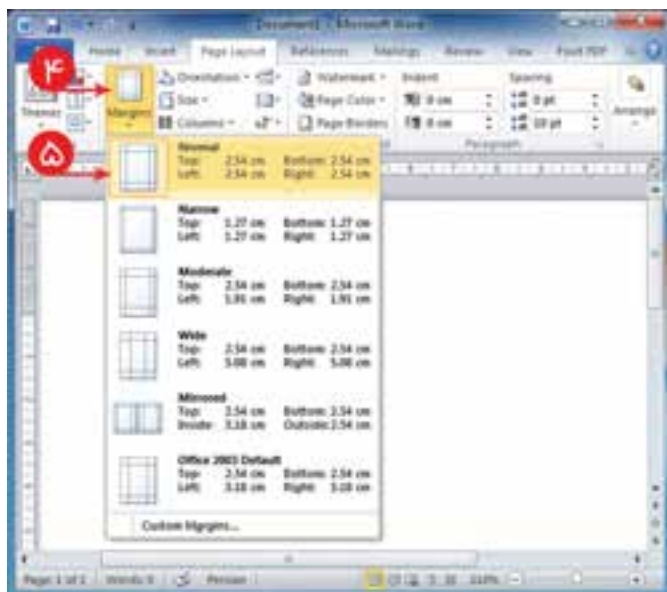 Document1 - Microsoft Word
Home Insert Page Layout References Mailings Review View Foxit PDF
۴
Themes Margins Orientation Watermark Indent Spacing Arrange
Size Page Color 0 cm 0 pt
Columns Page Borders 0 cm 10 pt
Paragraph
۵
Normal
Top: 2.54 cm Bottom: 2.54 cm
Left: 2.54 cm Right: 2.54 cm
Narrow
Top: 1.27 cm Bottom: 1.27 cm
Left: 1.27 cm Right: 1.27 cm
Moderate
Top: 2.54 cm Bottom: 2.54 cm
Left: 1.91 cm Right: 1.91 cm
Wide
Top: 2.54 cm Bottom: 2.54 cm
Left: 5.08 cm Right: 5.08 cm
Mirrored
Top: 2.54 cm Bottom: 2.54 cm
Inside: 3.18 cm Outside: 2.54 cm
Office 2003 Default
Top: 2.54 cm Bottom: 2.54 cm
Left: 3.18 cm Right: 3.18 cm
Custom Margins...
Page: 1 of 1 Words: 0 Persian